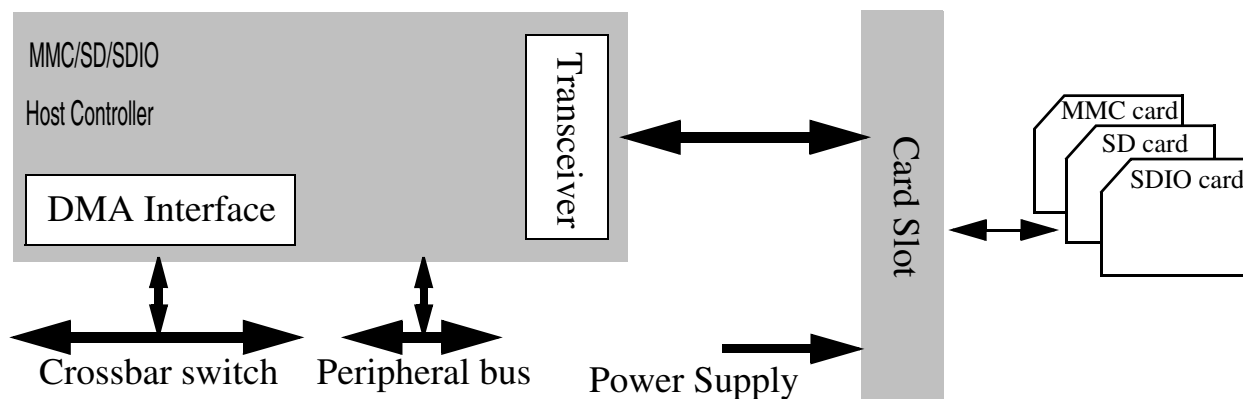 MMC/SD/SDIO
Host Controller
Transceiver
DMA Interface
Card Slot
MMC card
SD card
SDIO card
Crossbar switch
Peripheral bus
Power Supply